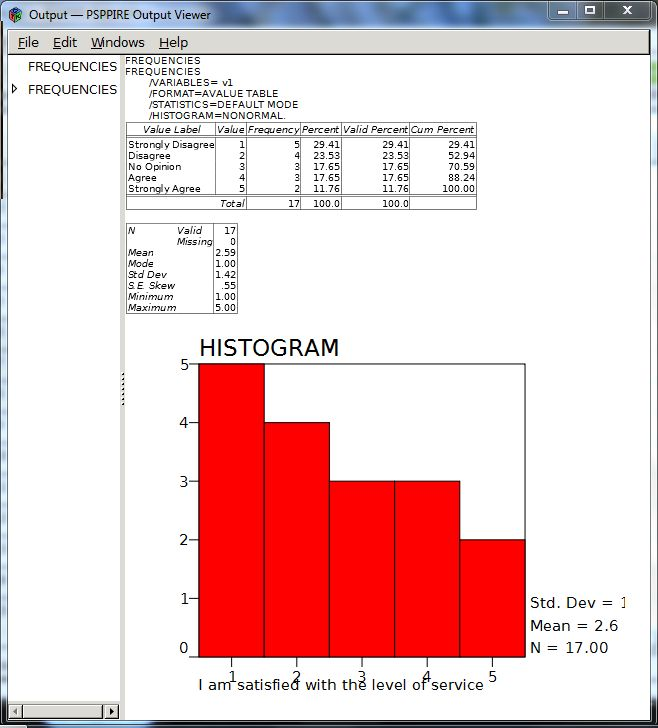 Output — PSPPIRE Output Viewer
File Edit Windows Help
FREQUENCIES
FREQUENCIES
FREQUENCIES
FREQUENCIES
/VARIABLES= v1
/FORMAT=AVALUE TABLE
/STATISTICS=DEFAULT MODE
/HISTOGRAM=NONORMAL.
Value Label Value Frequency Percent Valid Percent Cum Percent
Strongly Disagree 1 5 29.41 29.41 29.41
Disagree 2 4 23.53 23.53 52.94
No Opinion 3 3 17.65 17.65 70.59
Agree 4 3 17.65 17.65 88.24
Strongly Agree 5 2 11.76 11.76 100.00
Total 17 100.0 100.0
N Valid 17
Missing 0
Mean 2.59
Mode 1.00
Std Dev 1.42
S.E. Skew .55
Minimum 1.00
Maximum 5.00
HISTOGRAM
5
4
3
2
1
0
Std. Dev = 1
Mean = 2.6
N = 17.00
1 2 3 4 5
I am satisfied with the level of service